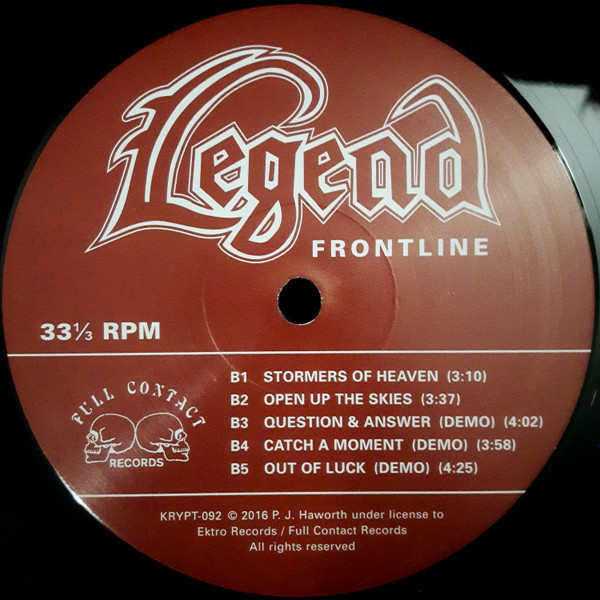 Legend
FRONTLINE
33⅓ RPM
B1 STORMERS OF HEAVEN (3:10)
B2 OPEN UP THE SKIES (3:37)
B3 QUESTION & ANSWER (DEMO) (4:02)
B4 CATCH A MOMENT (DEMO) (3:58)
B5 OUT OF LUCK (DEMO) (4:25)
FULL CONTACT
RECORDS
KRYPT-092 © 2016 P. J. Haworth under license to
Ektro Records / Full Contact Records
All rights reserved